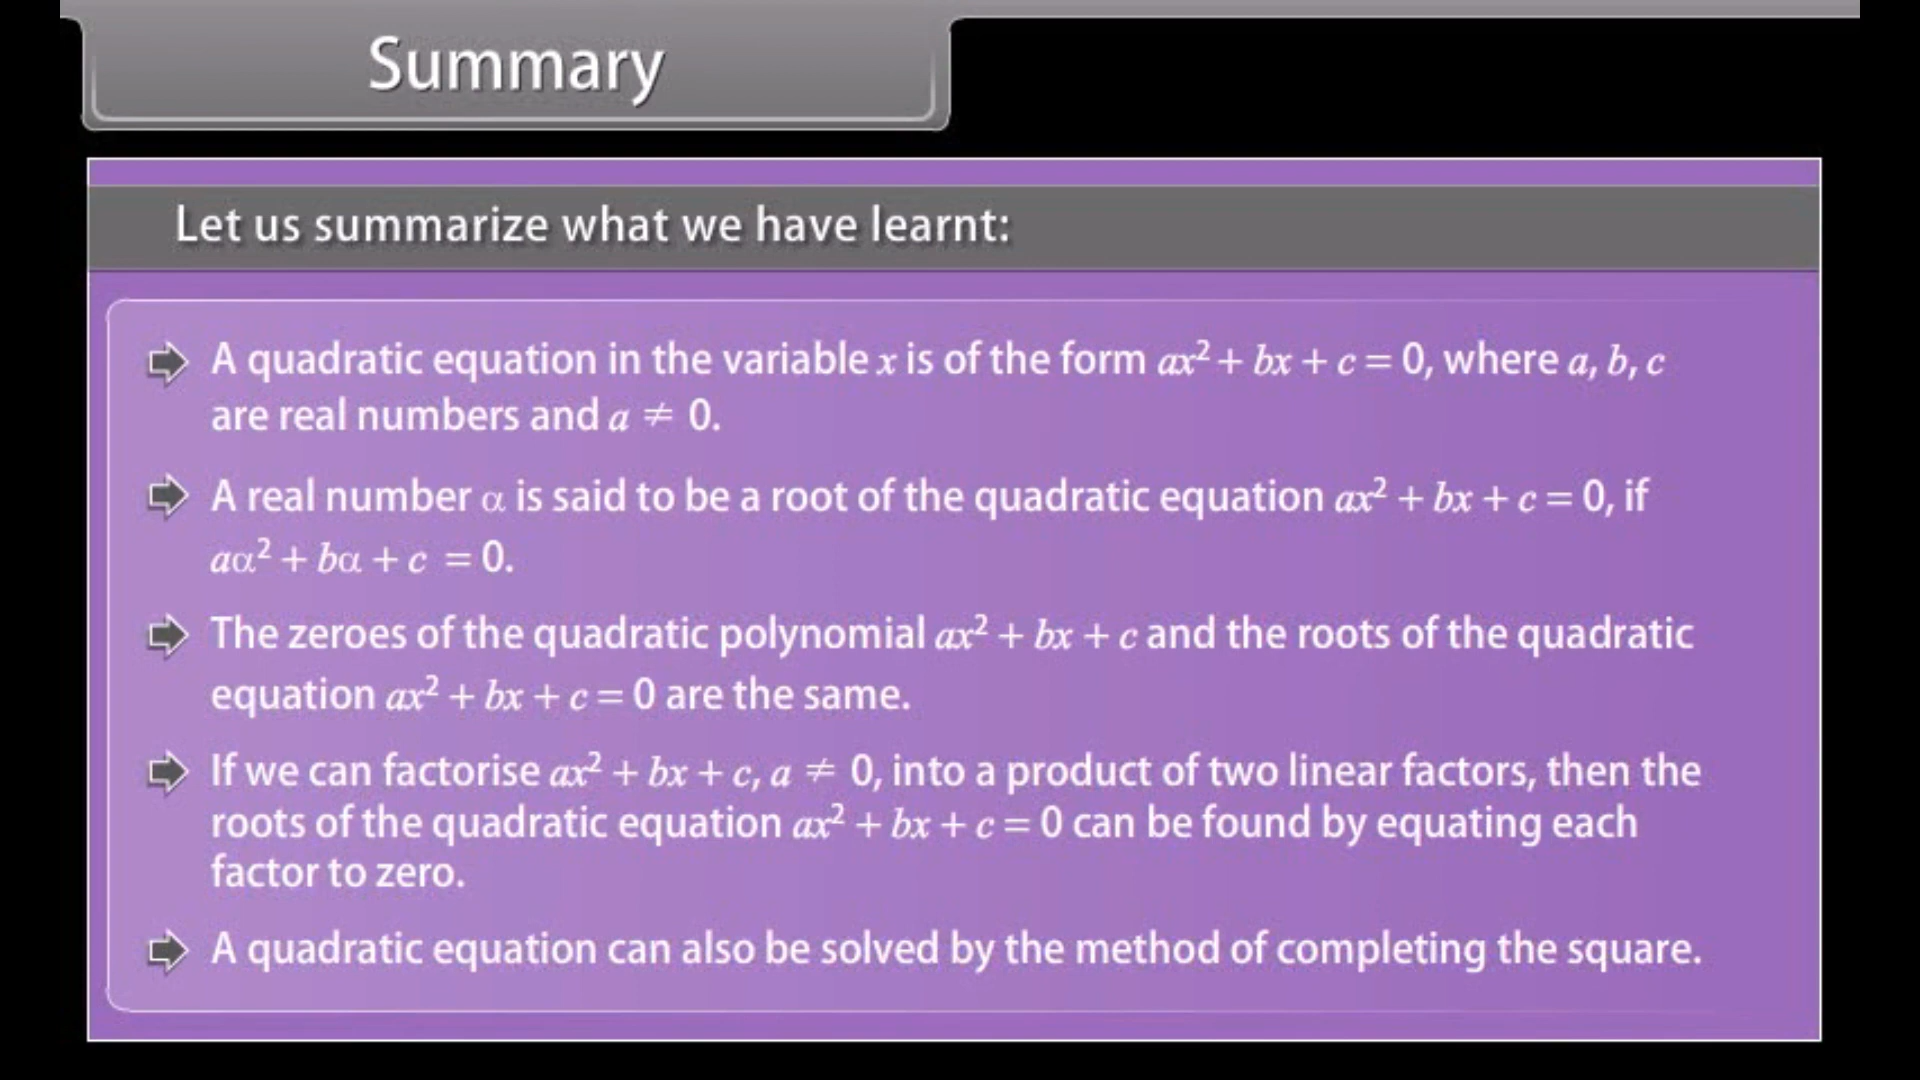 Summary
Let us summarize what we have learnt:
A quadratic equation in the variable x is of the form ax² + bx + c = 0, where a, b, c
are real numbers and a ≠ 0.
A real number α is said to be a root of the quadratic equation ax² + bx + c = 0, if
aα² + bα + c = 0.
The zeroes of the quadratic polynomial ax² + bx + c and the roots of the quadratic
equation ax² + bx + c = 0 are the same.
If we can factorise ax² + bx + c, a ≠ 0, into a product of two linear factors, then the
roots of the quadratic equation ax² + bx + c = 0 can be found by equating each
factor to zero.
A quadratic equation can also be solved by the method of completing the square.